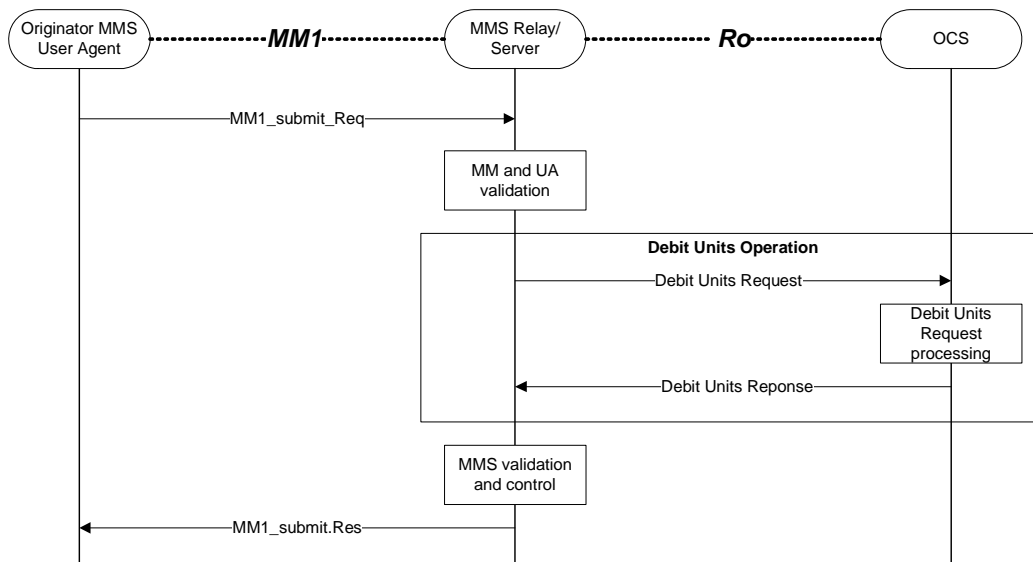 Originator MMS
User Agent
MM1
MMS Relay/
Server
Ro
OCS
MM1_submit_Req
MM and UA
validation
Debit Units Operation
Debit Units Request
Debit Units
Request
processing
Debit Units Reponse
MMS validation
and control
MM1_submit.Res